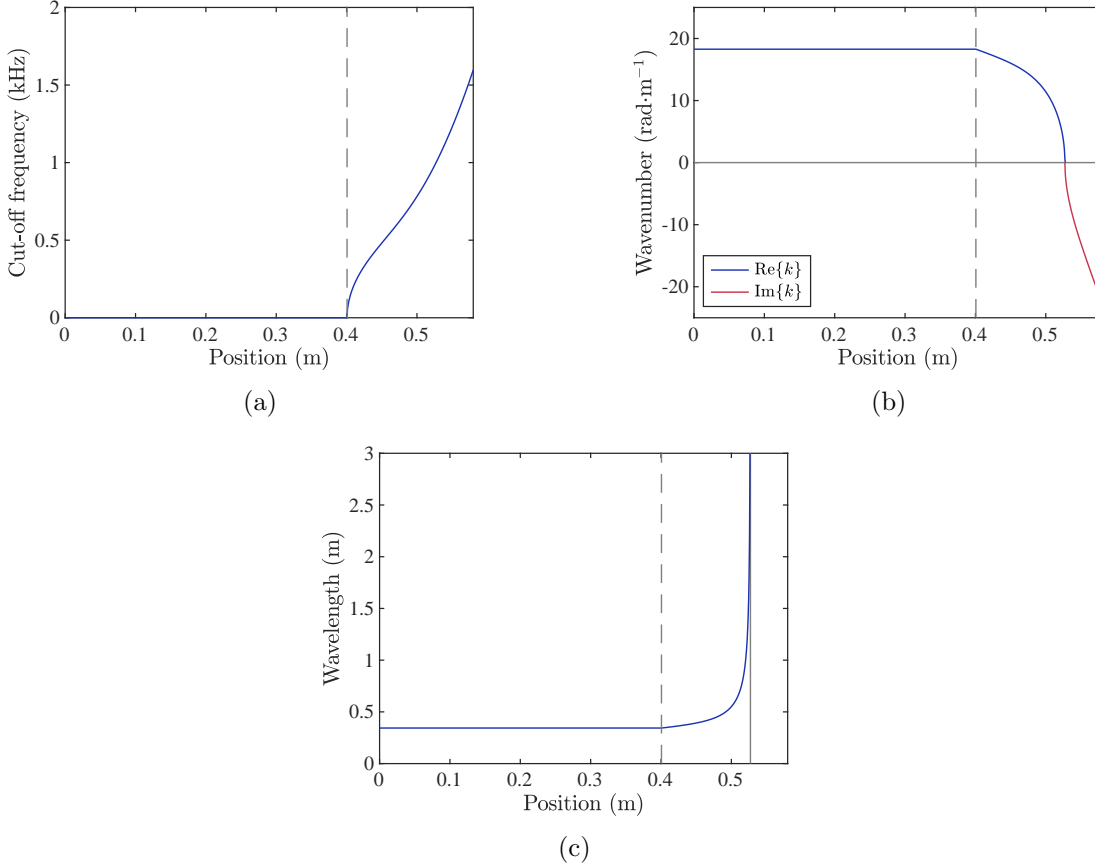 Cut-off frequency (kHz)
2
1.5
1
0.5
0
0 0.1 0.2 0.3 0.4 0.5
Position (m)
(a)
Wavenumber (rad·m⁻¹)
20
10
0
-10
-20
Re{k}
Im{k}
0 0.1 0.2 0.3 0.4 0.5
Position (m)
(b)
Wavelength (m)
3
2.5
2
1.5
1
0.5
0
0 0.1 0.2 0.3 0.4 0.5
Position (m)
(c)